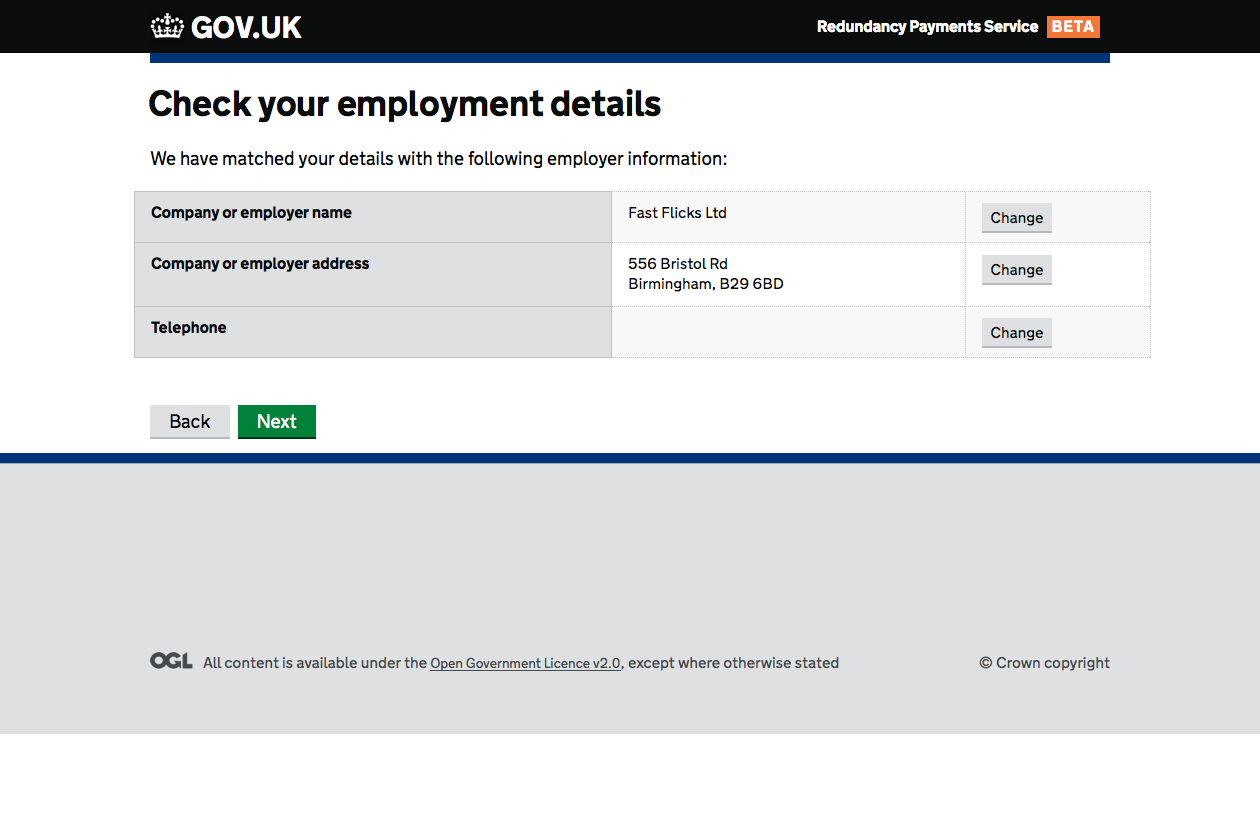 GOV.UK
Redundancy Payments Service BETA
Check your employment details
We have matched your details with the following employer information:
Company or employer name Fast Flicks Ltd Change
Company or employer address 556 Bristol Rd Change
Birmingham, B29 6BD
Telephone Change
Back Next
OGL All content is available under the Open Government Licence v2.0, except where otherwise stated © Crown copyright